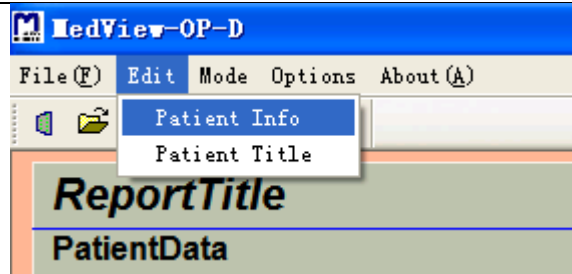 MedView-OP-D
File(F) Edit Mode Options About(A)
Patient Info
Patient Title
ReportTitle
PatientData